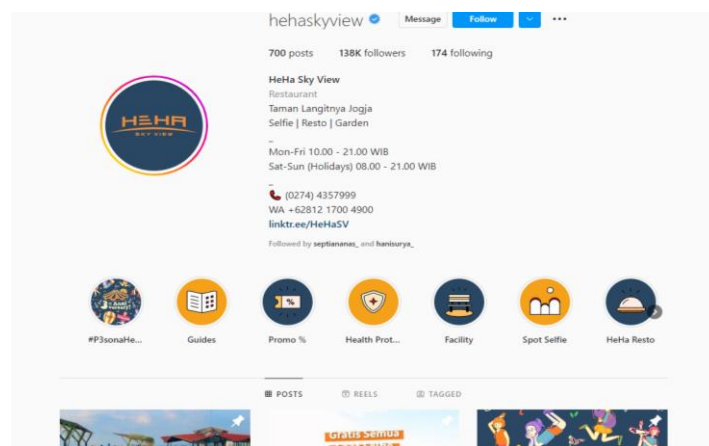 hehaskyview Message Follow
700 posts 138K followers 174 following
HeHa Sky View
Restaurant
Taman Langitnya Jogja
Selfie | Resto | Garden
_
Mon-Fri 10.00 - 21.00 WIB
Sat-Sun (Holidays) 08.00 - 21.00 WIB
_
(0274) 4357999
WA +62812 1700 4900
linktr.ee/HeHaSV
Followed by septiananas_ and hanisurya_
HEHA
SKY VIEW
#P3sonaHe... Guides Promo % Health Prot... Facility Spot Selfie HeHa Resto
POSTS REELS TAGGED
Gratis Semua